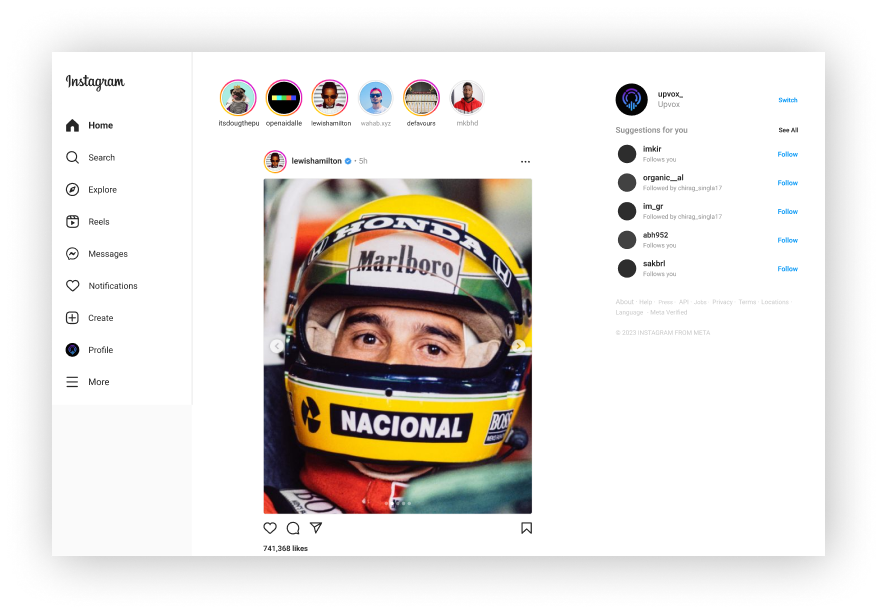 Instagram
Home
Search
Explore
Reels
Messages
Notifications
Create
Profile
More
itsdougthepu
openaidalle
lewishamilton
wahab.xyz
defavours
mkbhd
lewishamilton • 5h
HONDA
Marlboro
NACIONAL
BOSS
741,368 likes
upvox_
Upvox
Switch
Suggestions for you
See All
imkir
Follows you
Follow
organic__al
Followed by chirag_singla17
Follow
im_gr
Followed by chirag_singla17
Follow
abh952
Follows you
Follow
sakbrl
Follows you
Follow
About · Help · Press · API · Jobs · Privacy · Terms · Locations ·
Language · Meta Verified
© 2023 INSTAGRAM FROM META